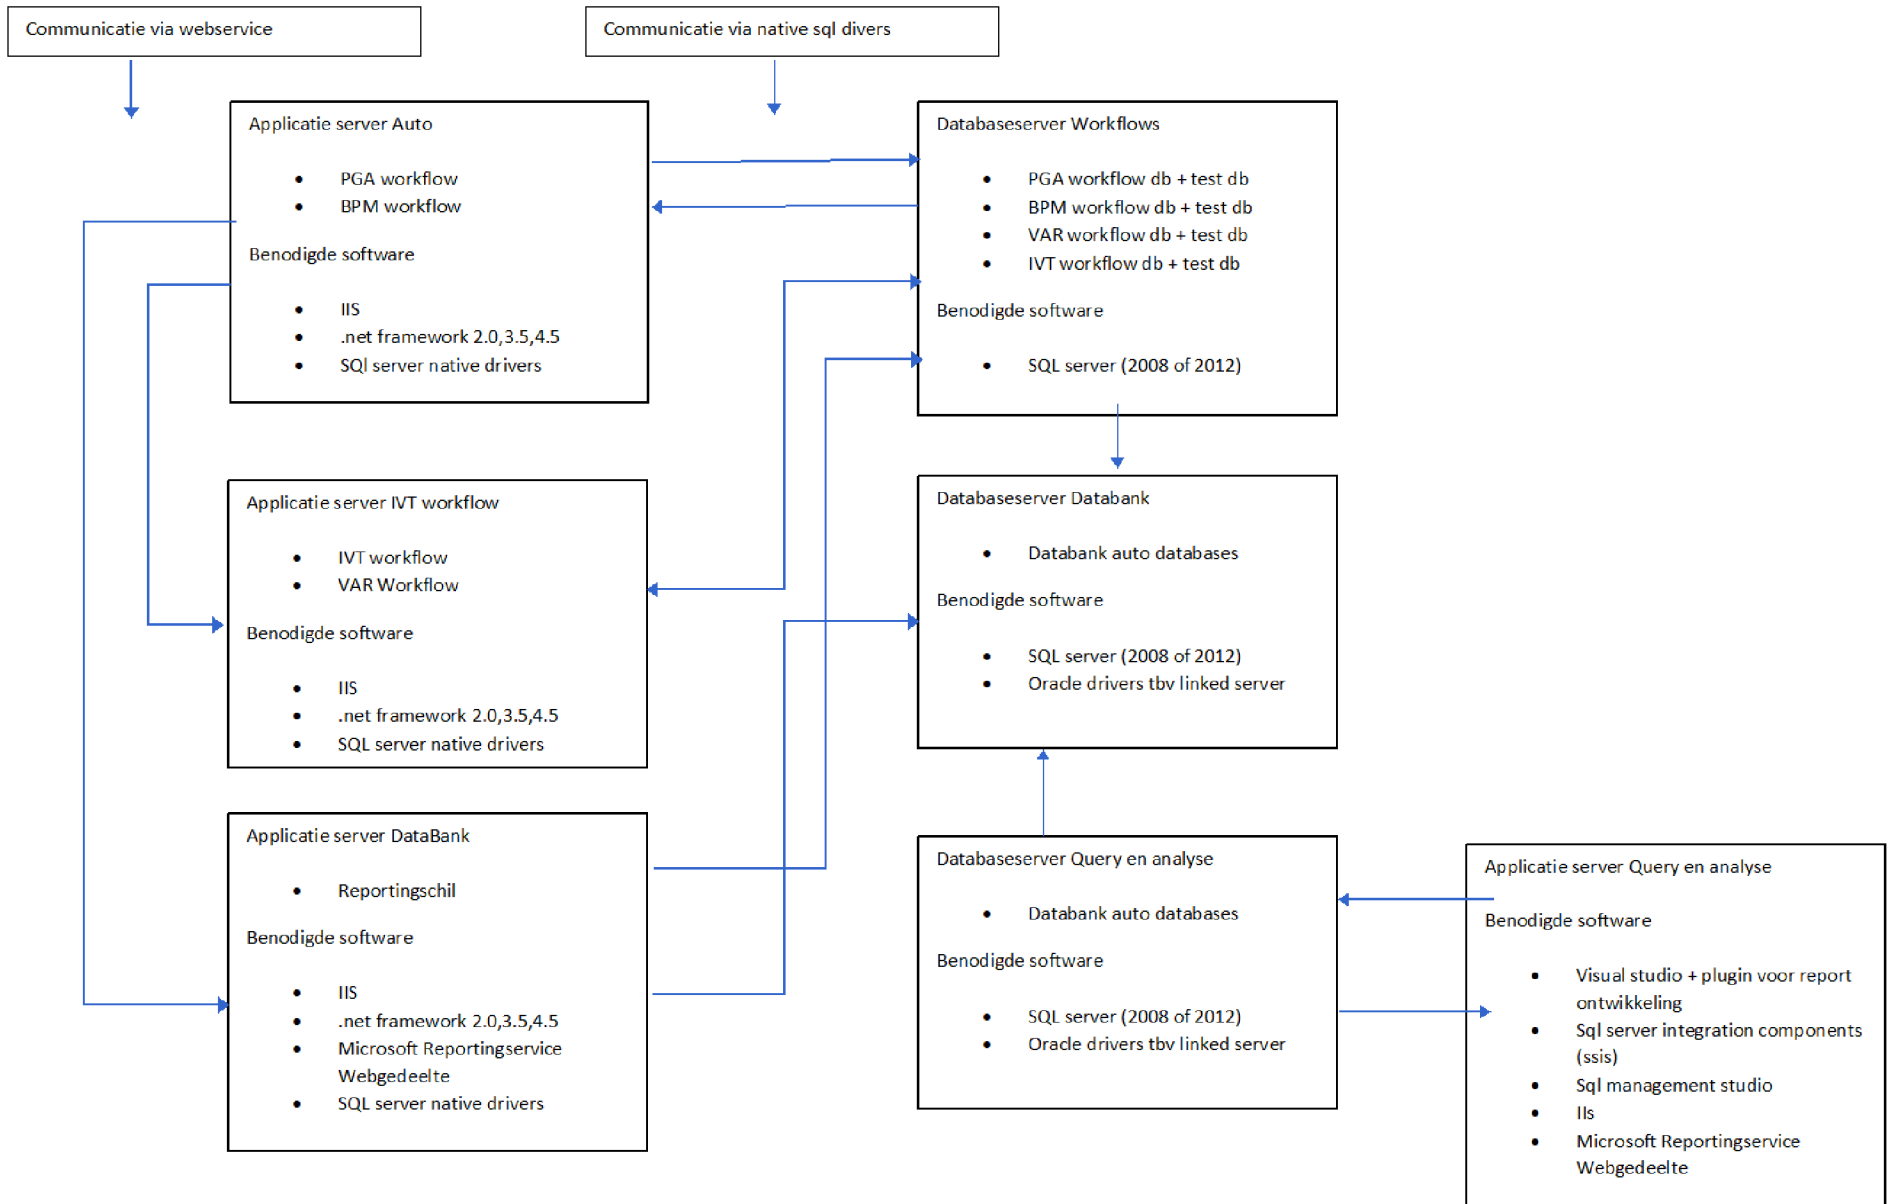 Communicatie via webservice
Communicatie via native sql divers
Applicatie server Auto
• PGA workflow
• BPM workflow
Benodigde software
• IIS
• .net framework 2.0,3.5,4.5
• SQl server native drivers
Databaseserver Workflows
• PGA workflow db + test db
• BPM workflow db + test db
• VAR workflow db + test db
• IVT workflow db + test db
Benodigde software
• SQL server (2008 of 2012)
Applicatie server IVT workflow
• IVT workflow
• VAR Workflow
Benodigde software
• IIS
• .net framework 2.0,3.5,4.5
• SQL server native drivers
Databaseserver Databank
• Databank auto databases
Benodigde software
• SQL server (2008 of 2012)
• Oracle drivers tbv linked server
Applicatie server DataBank
• Reportingschil
Benodigde software
• IIS
• .net framework 2.0,3.5,4.5
• Microsoft Reportingservice
Webgedeelte
• SQL server native drivers
Databaseserver Query en analyse
• Databank auto databases
Benodigde software
• SQL server (2008 of 2012)
• Oracle drivers tbv linked server
Applicatie server Query en analyse
Benodigde software
• Visual studio + plugin voor report
ontwikkeling
• Sql server integration components
(ssis)
• Sql management studio
• IIs
• Microsoft Reportingservice
Webgedeelte